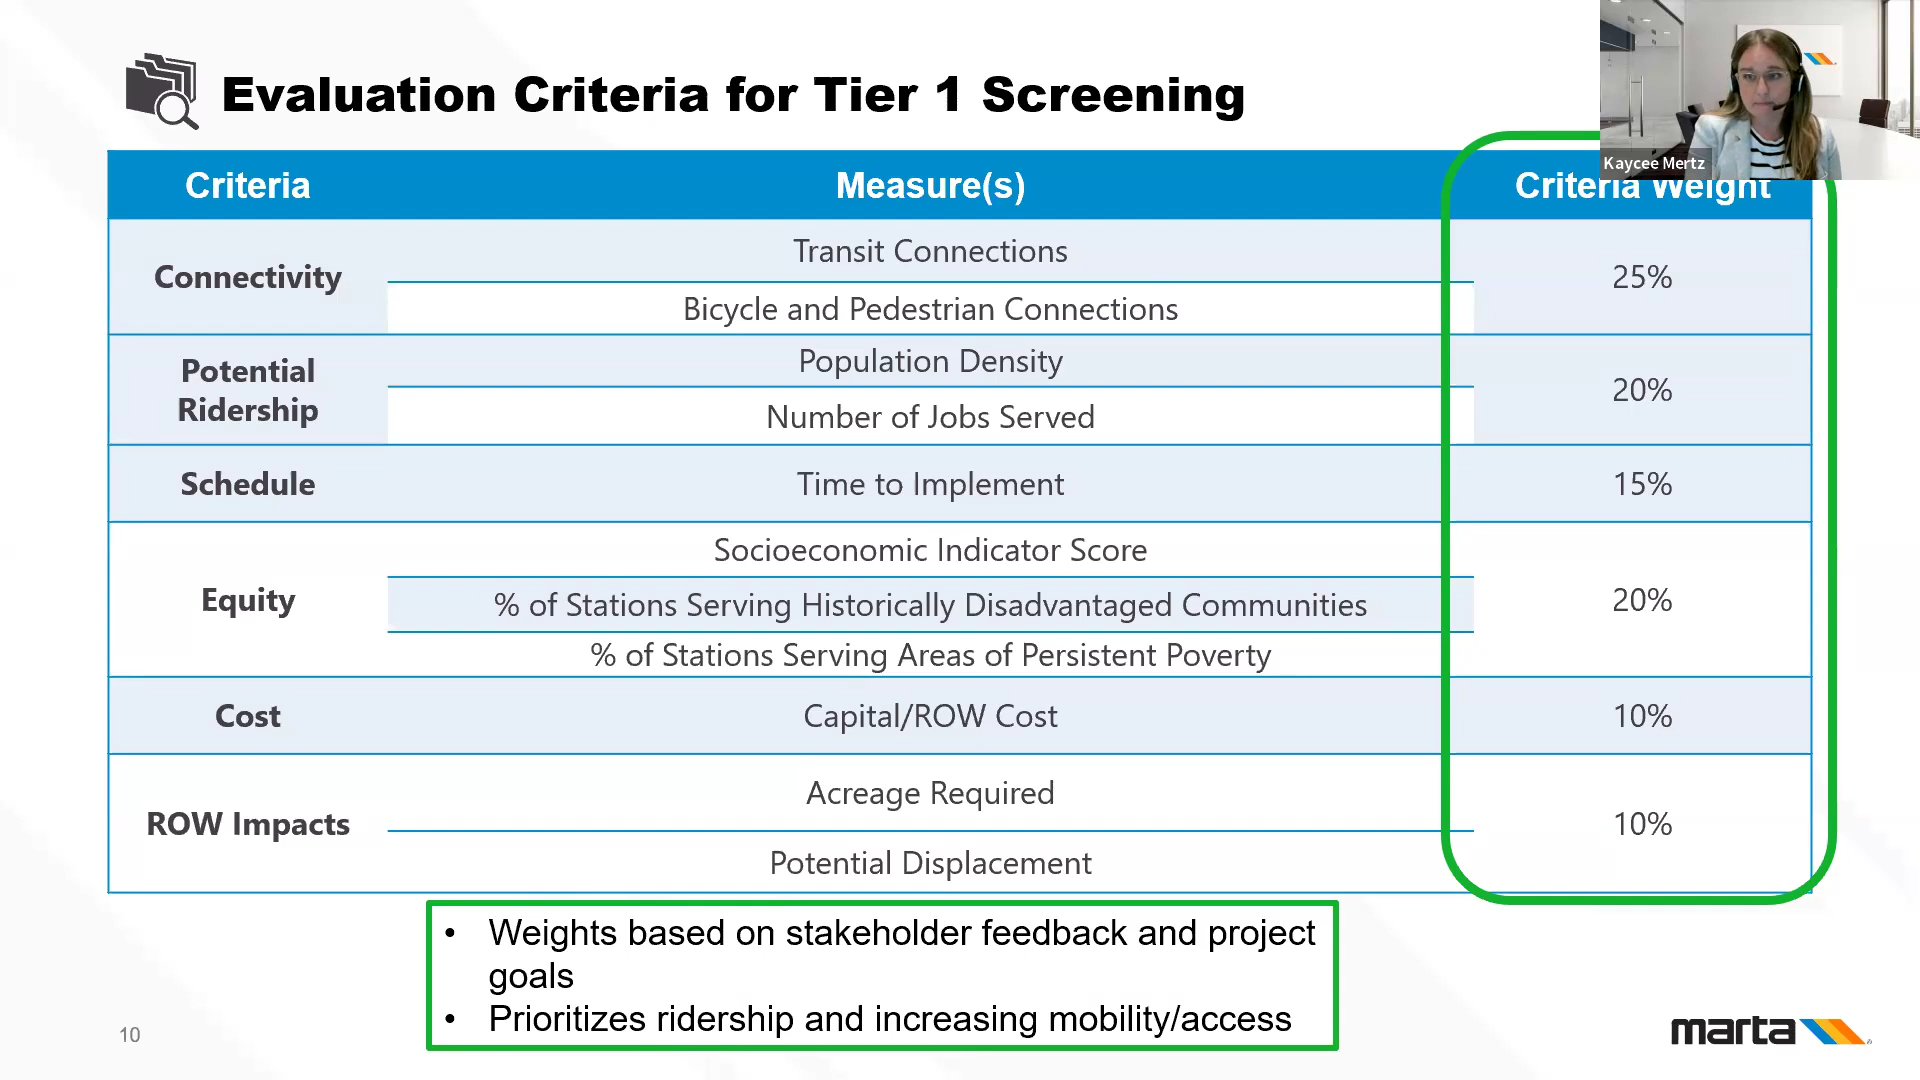 Evaluation Criteria for Tier 1 Screening
Kaycee Mertz
Criteria
Measure(s)
Criteria Weight
Connectivity
Transit Connections
Bicycle and Pedestrian Connections
25%
Potential
Ridership
Population Density
Number of Jobs Served
20%
Schedule
Time to Implement
15%
Equity
Socioeconomic Indicator Score
% of Stations Serving Historically Disadvantaged Communities
% of Stations Serving Areas of Persistent Poverty
20%
Cost
Capital/ROW Cost
10%
ROW Impacts
Acreage Required
Potential Displacement
10%
• Weights based on stakeholder feedback and project
goals
• Prioritizes ridership and increasing mobility/access
10
marta